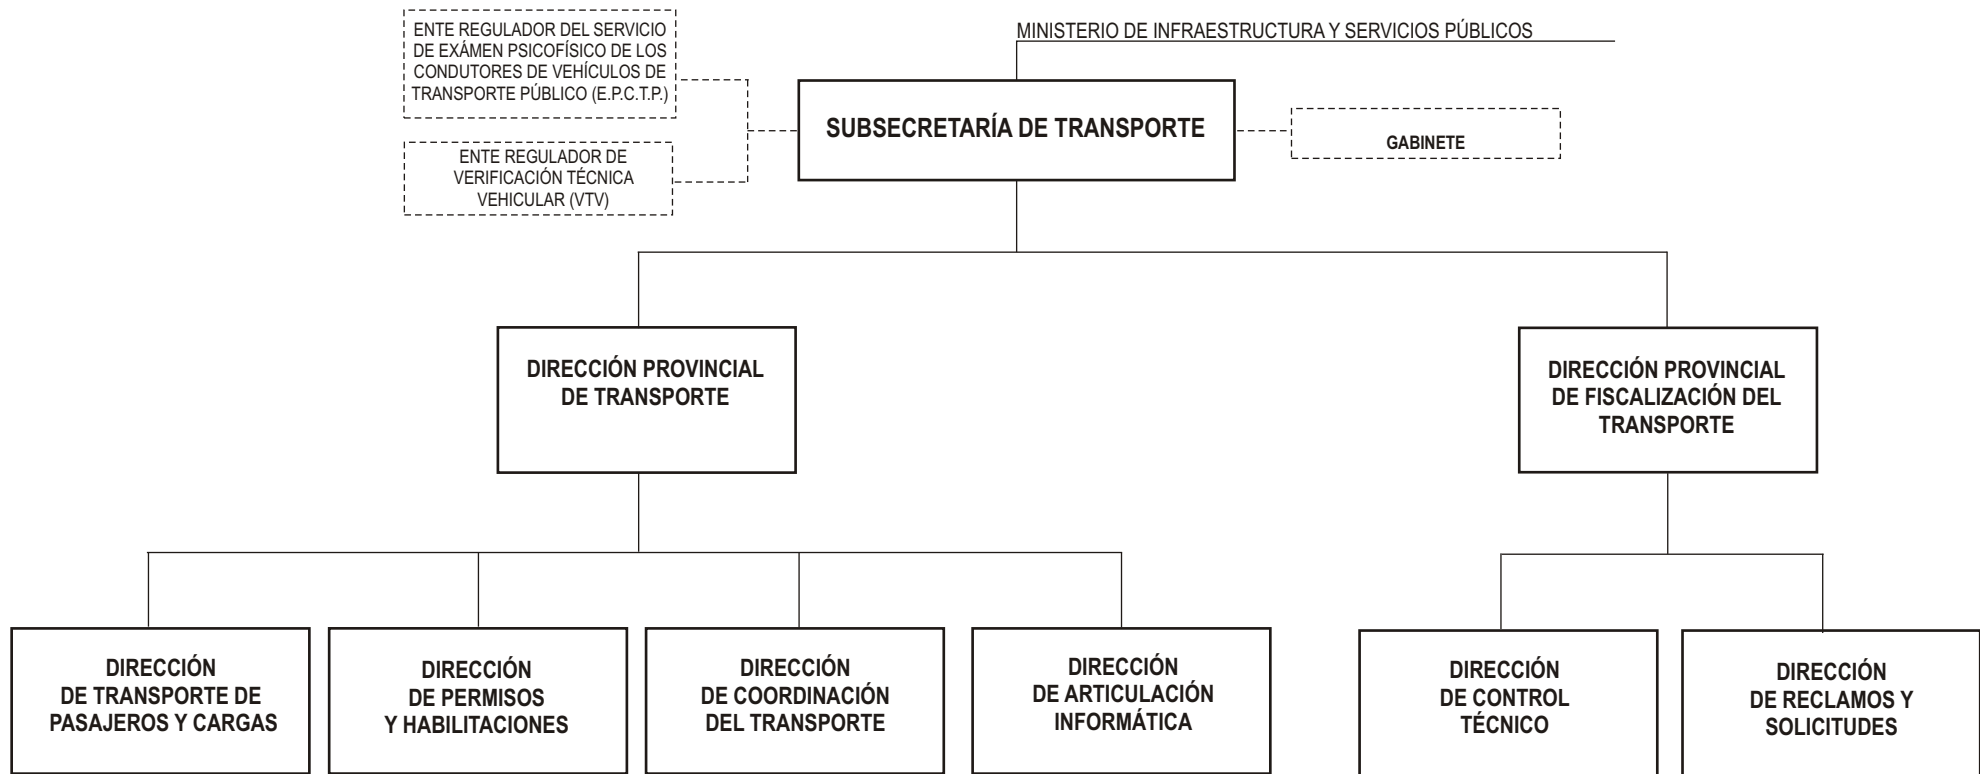 MINISTERIO DE INFRAESTRUCTURA Y SERVICIOS PÚBLICOS
ENTE REGULADOR DEL SERVICIO
DE EXÁMEN PSICOFÍSICO DE LOS
CONDUTORES DE VEHÍCULOS DE
TRANSPORTE PÚBLICO (E.P.C.T.P.)
ENTE REGULADOR DE
VERIFICACIÓN TÉCNICA
VEHICULAR (VTV)
SUBSECRETARÍA DE TRANSPORTE
GABINETE
DIRECCIÓN PROVINCIAL
DE TRANSPORTE
DIRECCIÓN PROVINCIAL
DE FISCALIZACIÓN DEL
TRANSPORTE
DIRECCIÓN
DE TRANSPORTE DE
PASAJEROS Y CARGAS
DIRECCIÓN
DE PERMISOS
Y HABILITACIONES
DIRECCIÓN
DE COORDINACIÓN
DEL TRANSPORTE
DIRECCIÓN
DE ARTICULACIÓN
INFORMÁTICA
DIRECCIÓN
DE CONTROL
TÉCNICO
DIRECCIÓN
DE RECLAMOS Y
SOLICITUDES